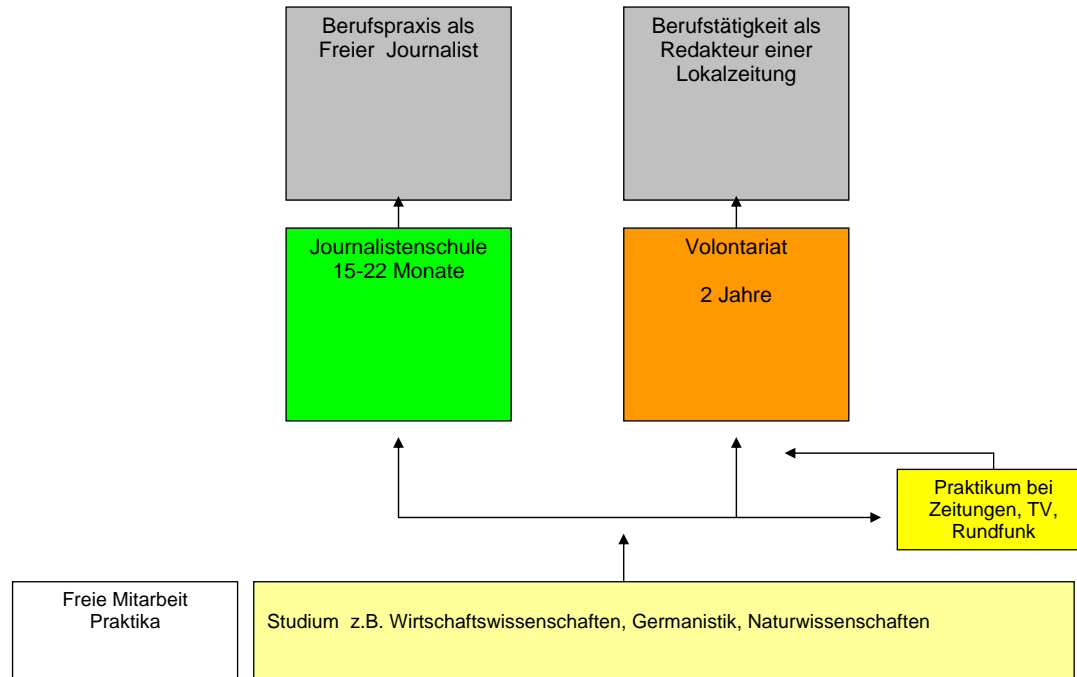 Berufspraxis als
Freier Journalist
Berufstätigkeit als
Redakteur einer
Lokalzeitung
Journalistenschule
15-22 Monate
Volontariat
2 Jahre
Praktikum bei
Zeitungen, TV,
Rundfunk
Freie Mitarbeit
Praktika
Studium z.B. Wirtschaftswissenschaften, Germanistik, Naturwissenschaften